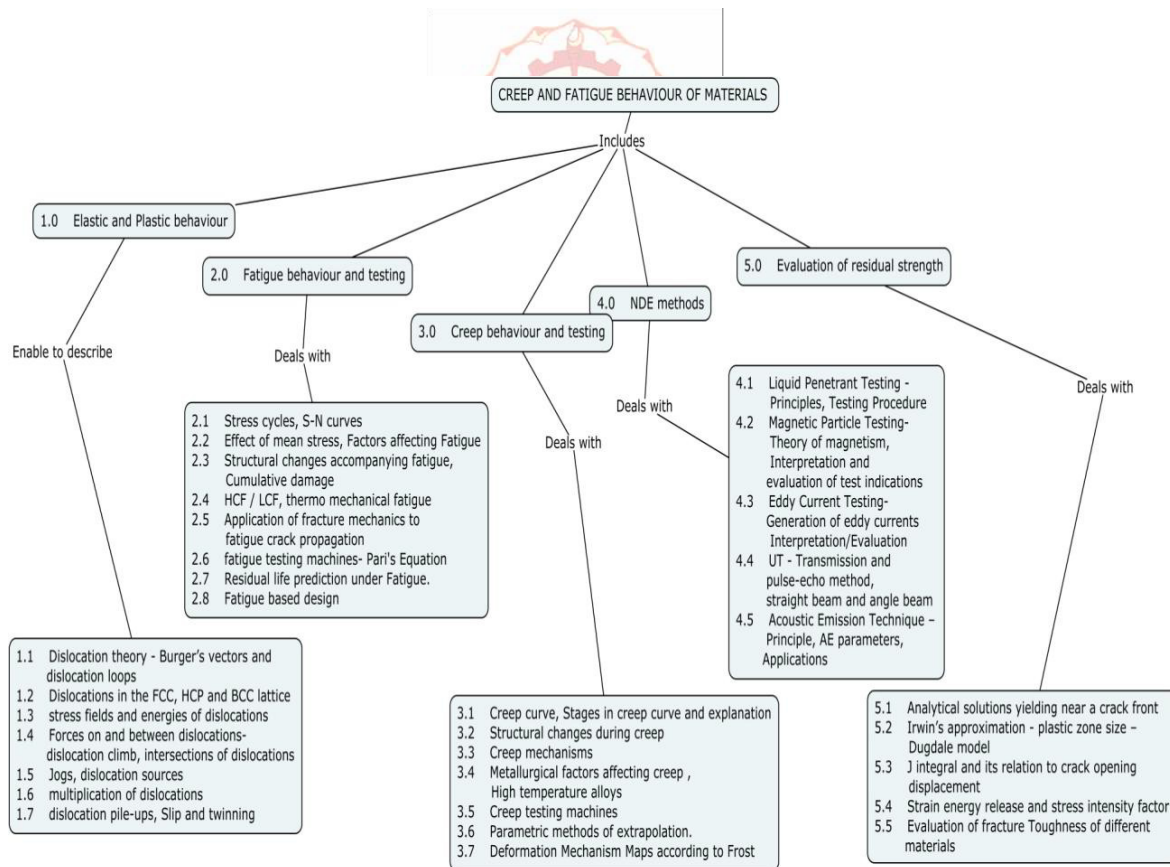 CREEP AND FATIGUE BEHAVIOUR OF MATERIALS
Includes
1.0 Elastic and Plastic behaviour
Enable to describe
1.1 Dislocation theory - Burger's vectors and
dislocation loops
1.2 Dislocations in the FCC, HCP and BCC lattice
1.3 stress fields and energies of dislocations
1.4 Forces on and between dislocations-
dislocation climb, intersections of dislocations
1.5 Jogs, dislocation sources
1.6 multiplication of dislocations
1.7 dislocation pile-ups, Slip and twinning
2.0 Fatigue behaviour and testing
Deals with
2.1 Stress cycles, S-N curves
2.2 Effect of mean stress, Factors affecting Fatigue
2.3 Structural changes accompanying fatigue,
Cumulative damage
2.4 HCF / LCF, thermo mechanical fatigue
2.5 Application of fracture mechanics to
fatigue crack propagation
2.6 fatigue testing machines- Pari's Equation
2.7 Residual life prediction under Fatigue.
2.8 Fatigue based design
3.0 Creep behaviour and testing
Deals with
3.1 Creep curve, Stages in creep curve and explanation
3.2 Structural changes during creep
3.3 Creep mechanisms
3.4 Metallurgical factors affecting creep ,
High temperature alloys
3.5 Creep testing machines
3.6 Parametric methods of extrapolation.
3.7 Deformation Mechanism Maps according to Frost
4.0 NDE methods
Deals with
4.1 Liquid Penetrant Testing -
Principles, Testing Procedure
4.2 Magnetic Particle Testing-
Theory of magnetism,
Interpretation and
evaluation of test indications
4.3 Eddy Current Testing-
Generation of eddy currents
Interpretation/Evaluation
4.4 UT - Transmission and
pulse-echo method,
straight beam and angle beam
4.5 Acoustic Emission Technique –
Principle, AE parameters,
Applications
5.0 Evaluation of residual strength
Deals with
5.1 Analytical solutions yielding near a crack front
5.2 Irwin's approximation - plastic zone size –
Dugdale model
5.3 J integral and its relation to crack opening
displacement
5.4 Strain energy release and stress intensity factor
5.5 Evaluation of fracture Toughness of different
materials